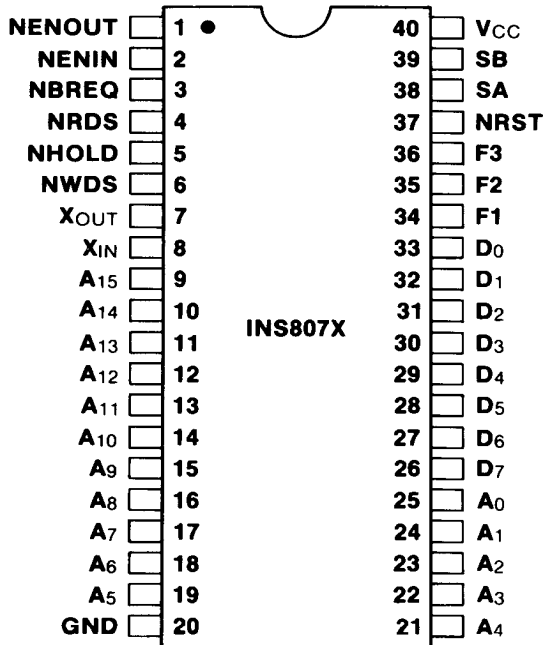 NENOUT 1 40 VCC
NENIN 2 39 SB
NBREQ 3 38 SA
NRDS 4 37 NRST
NHOLD 5 36 F3
NWDS 6 35 F2
XOUT 7 34 F1
XIN 8 33 D0
A15 9 32 D1
A14 10 31 D2
INS807X
A13 11 30 D3
A12 12 29 D4
A11 13 28 D5
A10 14 27 D6
A9 15 26 D7
A8 16 25 A0
A7 17 24 A1
A6 18 23 A2
A5 19 22 A3
GND 20 21 A4